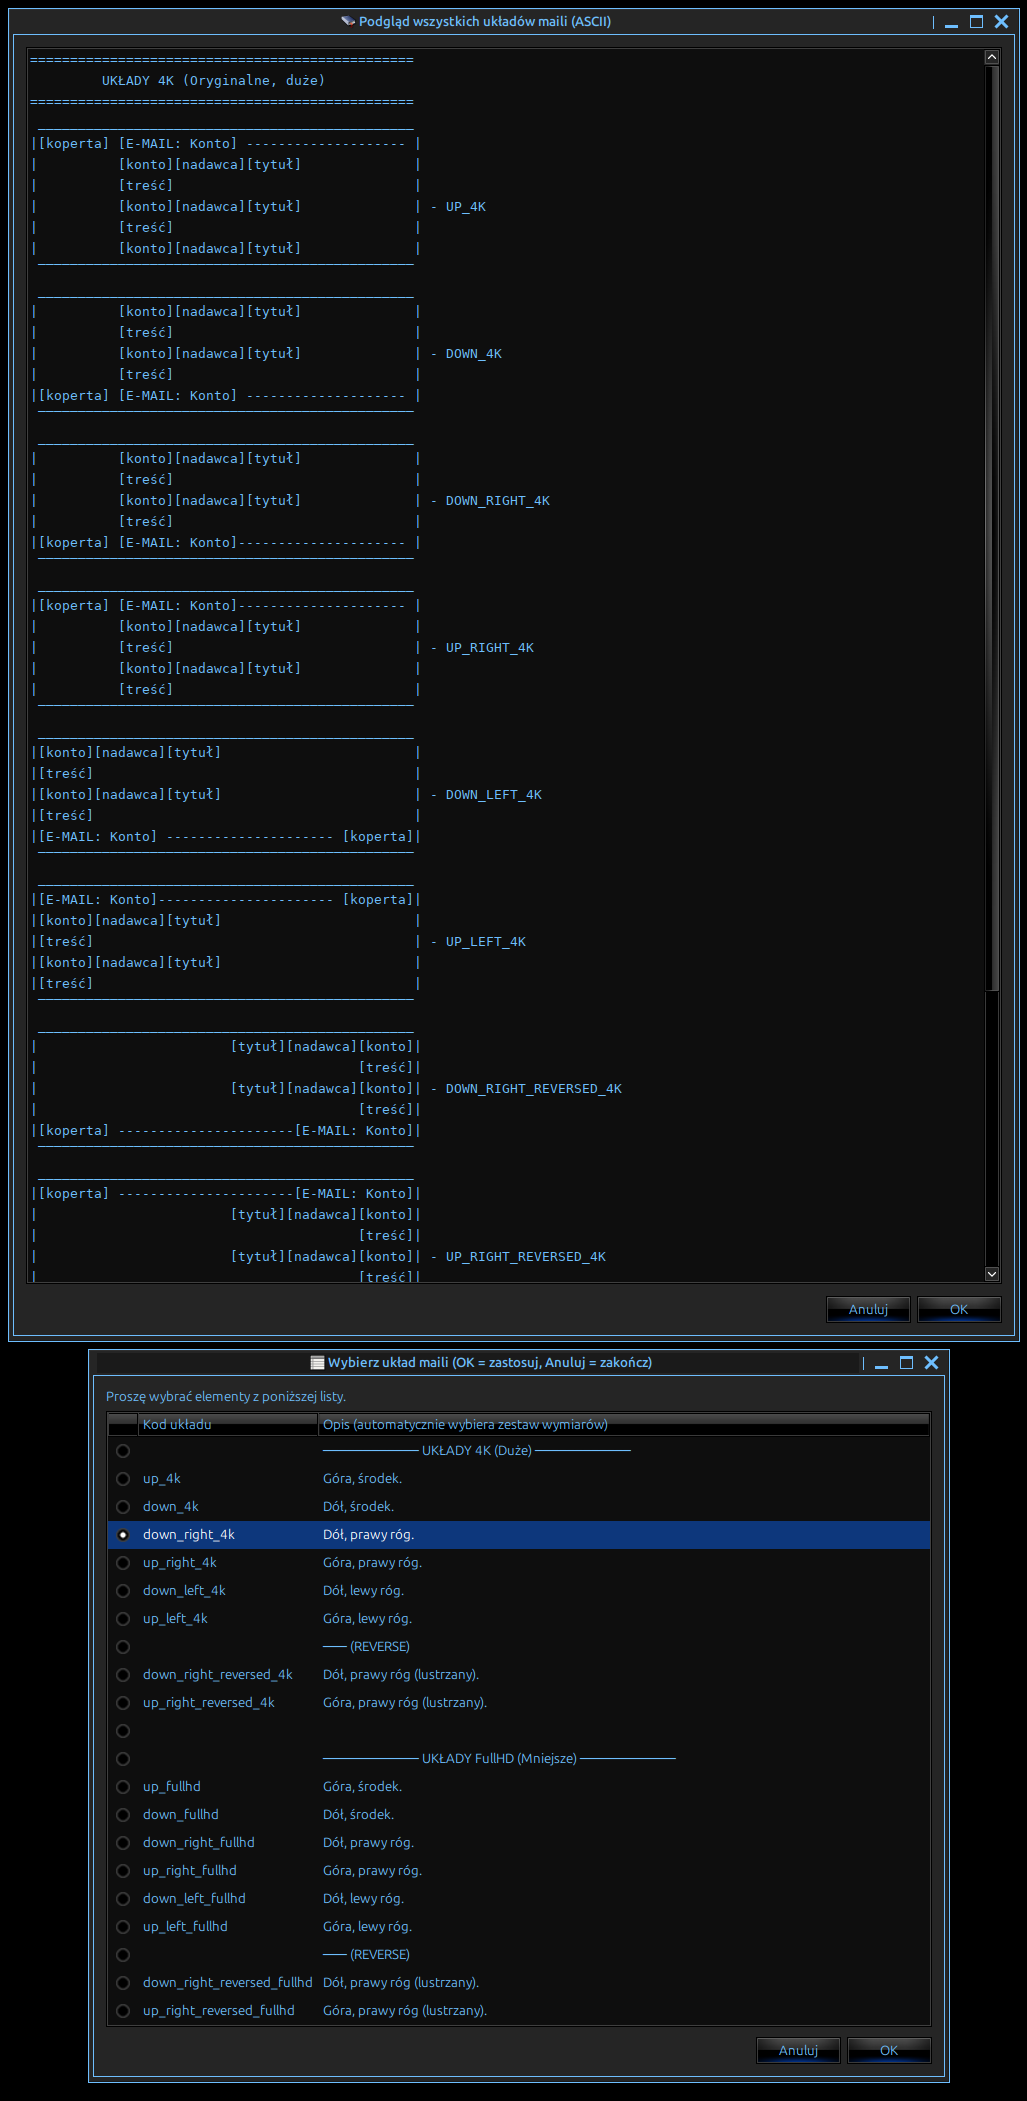 Podgląd wszystkich układów maili (ASCII)
================================================
         UKŁADY 4K (Oryginalne, duże)
================================================
 _______________________________________________
|[koperta] [E-MAIL: Konto] -------------------- |
|          [konto][nadawca][tytuł]              |
|          [treść]                              |
|          [konto][nadawca][tytuł]              | - UP_4K
|          [treść]                              |
|          [konto][nadawca][tytuł]              |
 ‾‾‾‾‾‾‾‾‾‾‾‾‾‾‾‾‾‾‾‾‾‾‾‾‾‾‾‾‾‾‾‾‾‾‾‾‾‾‾‾‾‾‾‾‾‾‾
 _______________________________________________
|          [konto][nadawca][tytuł]              |
|          [treść]                              |
|          [konto][nadawca][tytuł]              | - DOWN_4K
|          [treść]                              |
|[koperta] [E-MAIL: Konto] -------------------- |
 ‾‾‾‾‾‾‾‾‾‾‾‾‾‾‾‾‾‾‾‾‾‾‾‾‾‾‾‾‾‾‾‾‾‾‾‾‾‾‾‾‾‾‾‾‾‾‾
 _______________________________________________
|          [konto][nadawca][tytuł]              |
|          [treść]                              |
|          [konto][nadawca][tytuł]              | - DOWN_RIGHT_4K
|          [treść]                              |
|[koperta] [E-MAIL: Konto]--------------------- |
 ‾‾‾‾‾‾‾‾‾‾‾‾‾‾‾‾‾‾‾‾‾‾‾‾‾‾‾‾‾‾‾‾‾‾‾‾‾‾‾‾‾‾‾‾‾‾‾
 _______________________________________________
|[koperta] [E-MAIL: Konto]--------------------- |
|          [konto][nadawca][tytuł]              |
|          [treść]                              | - UP_RIGHT_4K
|          [konto][nadawca][tytuł]              |
|          [treść]                              |
 ‾‾‾‾‾‾‾‾‾‾‾‾‾‾‾‾‾‾‾‾‾‾‾‾‾‾‾‾‾‾‾‾‾‾‾‾‾‾‾‾‾‾‾‾‾‾‾
 _______________________________________________
|[konto][nadawca][tytuł]                        |
|[treść]                                        |
|[konto][nadawca][tytuł]                        | - DOWN_LEFT_4K
|[treść]                                        |
|[E-MAIL: Konto] --------------------- [koperta]|
 ‾‾‾‾‾‾‾‾‾‾‾‾‾‾‾‾‾‾‾‾‾‾‾‾‾‾‾‾‾‾‾‾‾‾‾‾‾‾‾‾‾‾‾‾‾‾‾
 _______________________________________________
|[E-MAIL: Konto]---------------------- [koperta]|
|[konto][nadawca][tytuł]                        |
|[treść]                                        | - UP_LEFT_4K
|[konto][nadawca][tytuł]                        |
|[treść]                                        |
 ‾‾‾‾‾‾‾‾‾‾‾‾‾‾‾‾‾‾‾‾‾‾‾‾‾‾‾‾‾‾‾‾‾‾‾‾‾‾‾‾‾‾‾‾‾‾‾
 _______________________________________________
|                        [tytuł][nadawca][konto]|
|                                        [treść]|
|                        [tytuł][nadawca][konto]| - DOWN_RIGHT_REVERSED_4K
|                                        [treść]|
|[koperta] ----------------------[E-MAIL: Konto]|
 ‾‾‾‾‾‾‾‾‾‾‾‾‾‾‾‾‾‾‾‾‾‾‾‾‾‾‾‾‾‾‾‾‾‾‾‾‾‾‾‾‾‾‾‾‾‾‾
 _______________________________________________
|[koperta] ----------------------[E-MAIL: Konto]|
|                        [tytuł][nadawca][konto]|
|                                        [treść]|
|                        [tytuł][nadawca][konto]| - UP_RIGHT_REVERSED_4K
|                                        [treść]|
Anuluj OK
Wybierz układ maili (OK = zastosuj, Anuluj = zakończ)
Proszę wybrać elementy z poniższej listy.
Kod układu Opis (automatycznie wybiera zestaw wymiarów)
──────────── UKŁADY 4K (Duże) ────────────
up_4k Góra, środek.
down_4k Dół, środek.
down_right_4k Dół, prawy róg.
up_right_4k Góra, prawy róg.
down_left_4k Dół, lewy róg.
up_left_4k Góra, lewy róg.
─── (REVERSE)
down_right_reversed_4k Dół, prawy róg (lustrzany).
up_right_reversed_4k Góra, prawy róg (lustrzany).
──────────── UKŁADY FullHD (Mniejsze) ────────────
up_fullhd Góra, środek.
down_fullhd Dół, środek.
down_right_fullhd Dół, prawy róg.
up_right_fullhd Góra, prawy róg.
down_left_fullhd Dół, lewy róg.
up_left_fullhd Góra, lewy róg.
─── (REVERSE)
down_right_reversed_fullhd Dół, prawy róg (lustrzany).
up_right_reversed_fullhd Góra, prawy róg (lustrzany).
Anuluj OK